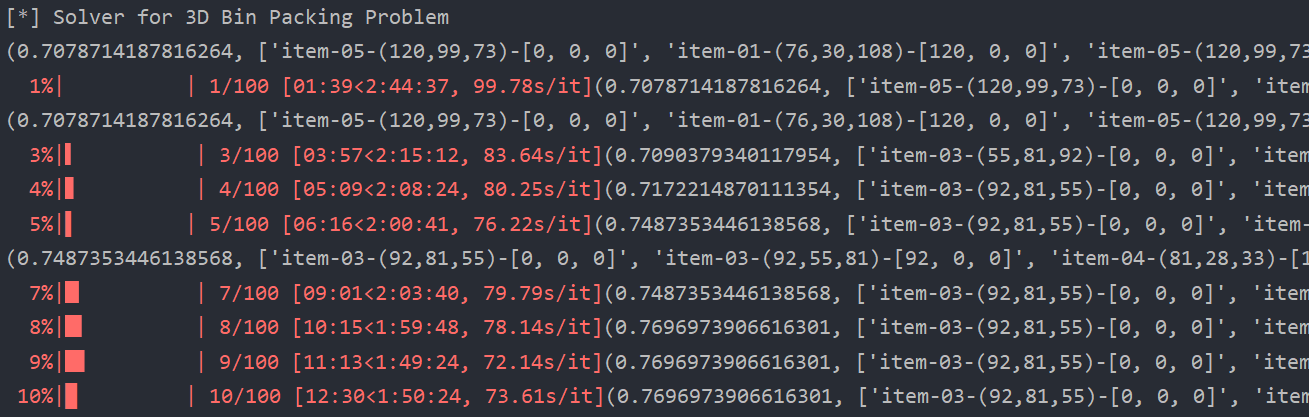 [*] Solver for 3D Bin Packing Problem
(0.7078714187816264, ['item-05-(120,99,73)-[0, 0, 0]', 'item-01-(76,30,108)-[120, 0, 0]', 'item-05-(120,99,73
1%| | 1/100 [01:39<2:44:37, 99.78s/it](0.7078714187816264, ['item-05-(120,99,73)-[0, 0, 0]', 'item
(0.7078714187816264, ['item-05-(120,99,73)-[0, 0, 0]', 'item-01-(76,30,108)-[120, 0, 0]', 'item-05-(120,99,73
3%|█ | 3/100 [03:57<2:15:12, 83.64s/it](0.7090379340117954, ['item-03-(55,81,92)-[0, 0, 0]', 'item
4%|█ | 4/100 [05:09<2:08:24, 80.25s/it](0.7172214870111354, ['item-03-(92,81,55)-[0, 0, 0]', 'item
5%|█ | 5/100 [06:16<2:00:41, 76.22s/it](0.7487353446138568, ['item-03-(92,81,55)-[0, 0, 0]', 'item-
(0.7487353446138568, ['item-03-(92,81,55)-[0, 0, 0]', 'item-03-(92,55,81)-[92, 0, 0]', 'item-04-(81,28,33)-[1
7%|█ | 7/100 [09:01<2:03:40, 79.79s/it](0.7487353446138568, ['item-03-(92,81,55)-[0, 0, 0]', 'item
8%|█ | 8/100 [10:15<1:59:48, 78.14s/it](0.7696973906616301, ['item-03-(92,81,55)-[0, 0, 0]', 'item
9%|█ | 9/100 [11:13<1:49:24, 72.14s/it](0.7696973906616301, ['item-03-(92,81,55)-[0, 0, 0]', 'item
10%|█ | 10/100 [12:30<1:50:24, 73.61s/it](0.7696973906616301, ['item-03-(92,81,55)-[0, 0, 0]', 'item